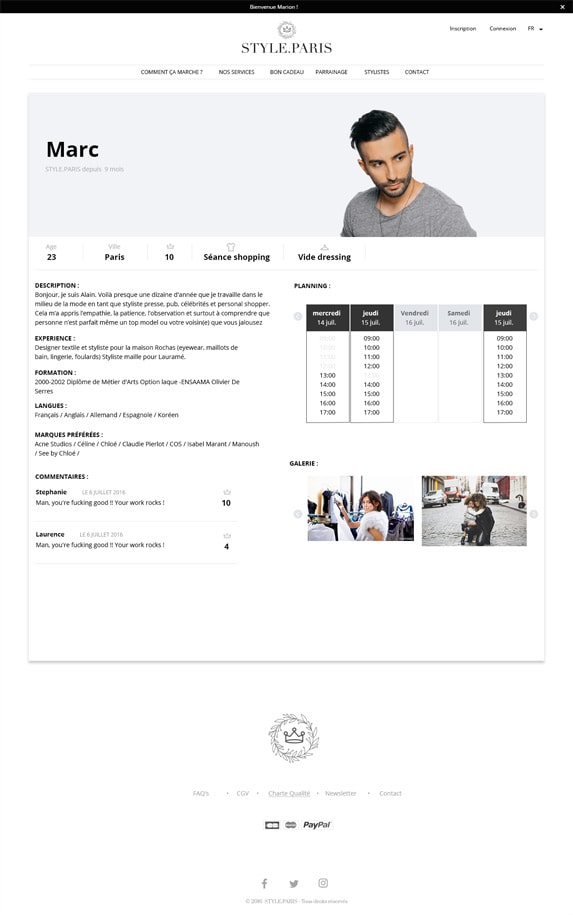 Bienvenue Marion !
×
Inscription Connexion FR
STYLE.PARIS
COMMENT ÇA MARCHE ? NOS SERVICES BON CADEAU PARRAINAGE STYLISTES CONTACT
Marc
STYLE.PARIS depuis 9 mois
Age Ville
23 Paris 10 Séance shopping Vide dressing
DESCRIPTION :
Bonjour, je suis Alain. Voilà presque une dizaine d'année que je travaille dans le
milieu de la mode en tant que styliste presse, pub, célébrités et personal shopper.
Cela m'a appris l'empathie, la patience, l'observation et surtout à comprendre que
personne n'est parfait même un top model ou votre voisin(e) que vous jalousez
EXPERIENCE :
Designer textile et styliste pour la maison Rochas (eyewear, maillots de
bain, lingerie, foulards) Styliste maille pour Lauramé.
FORMATION :
2000-2002 Diplôme de Métier d'Arts Option laque -ENSAAMA Olivier De
Serres
LANGUES :
Français / Anglais / Allemand / Espagnole / Koréen
MARQUES PRÉFÉRÉES :
Acne Studios / Céline / Chloé / Claudie Pierlot / COS / Isabel Marant / Manoush
/ See by Chloé /
COMMENTAIRES :
Stephanie LE 6 JUILLET 2016
Man, you're fucking good !! Your work rocks !
10
Laurence LE 6 JUILLET 2016
Man, you're fucking good !! Your work rocks !
4
PLANNING :
mercredi jeudi Vendredi Samedi jeudi
14 juil. 15 juil. 16 juil. 16 juil. 15 juil.
09:00 09:00 09:00
10:00 10:00 10:00
11:00 11:00 11:00
12:00 12:00
13:00 13:00
14:00 14:00 14:00
15:00 15:00 15:00
16:00 16:00 16:00
17:00 17:00 17:00
GALERIE :
FAQ's • CGV • Charte Qualité • Newsletter • Contact
PayPal
STYLE.PARIS - Tous droits réservés